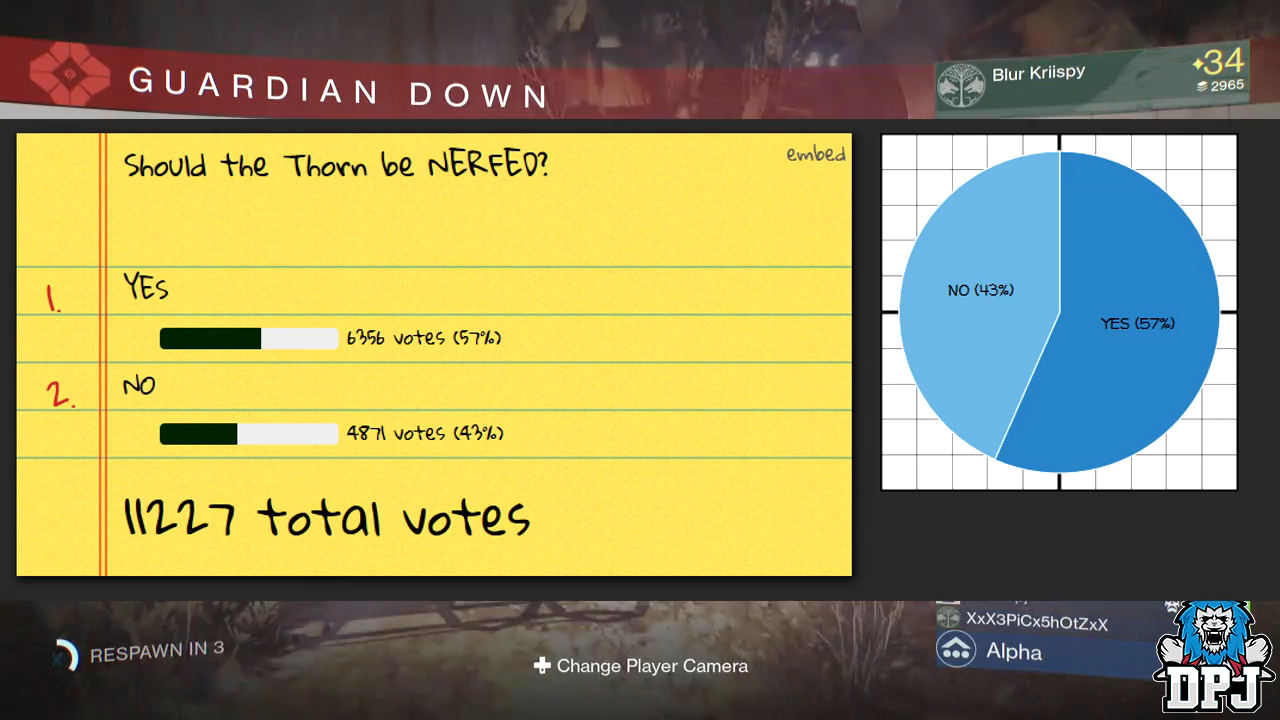 GUARDIAN DOWN
Blur Kriispy
34
2965
Should the Thorn be NERFED?
embed
1.
YES
6356 votes (57%)
2.
NO
4871 votes (43%)
11227 total votes
NO (43%)
YES (57%)
RESPAWN IN 3
Change Player Camera
XxX3PiCx5hOtZxX
Alpha
DPJ